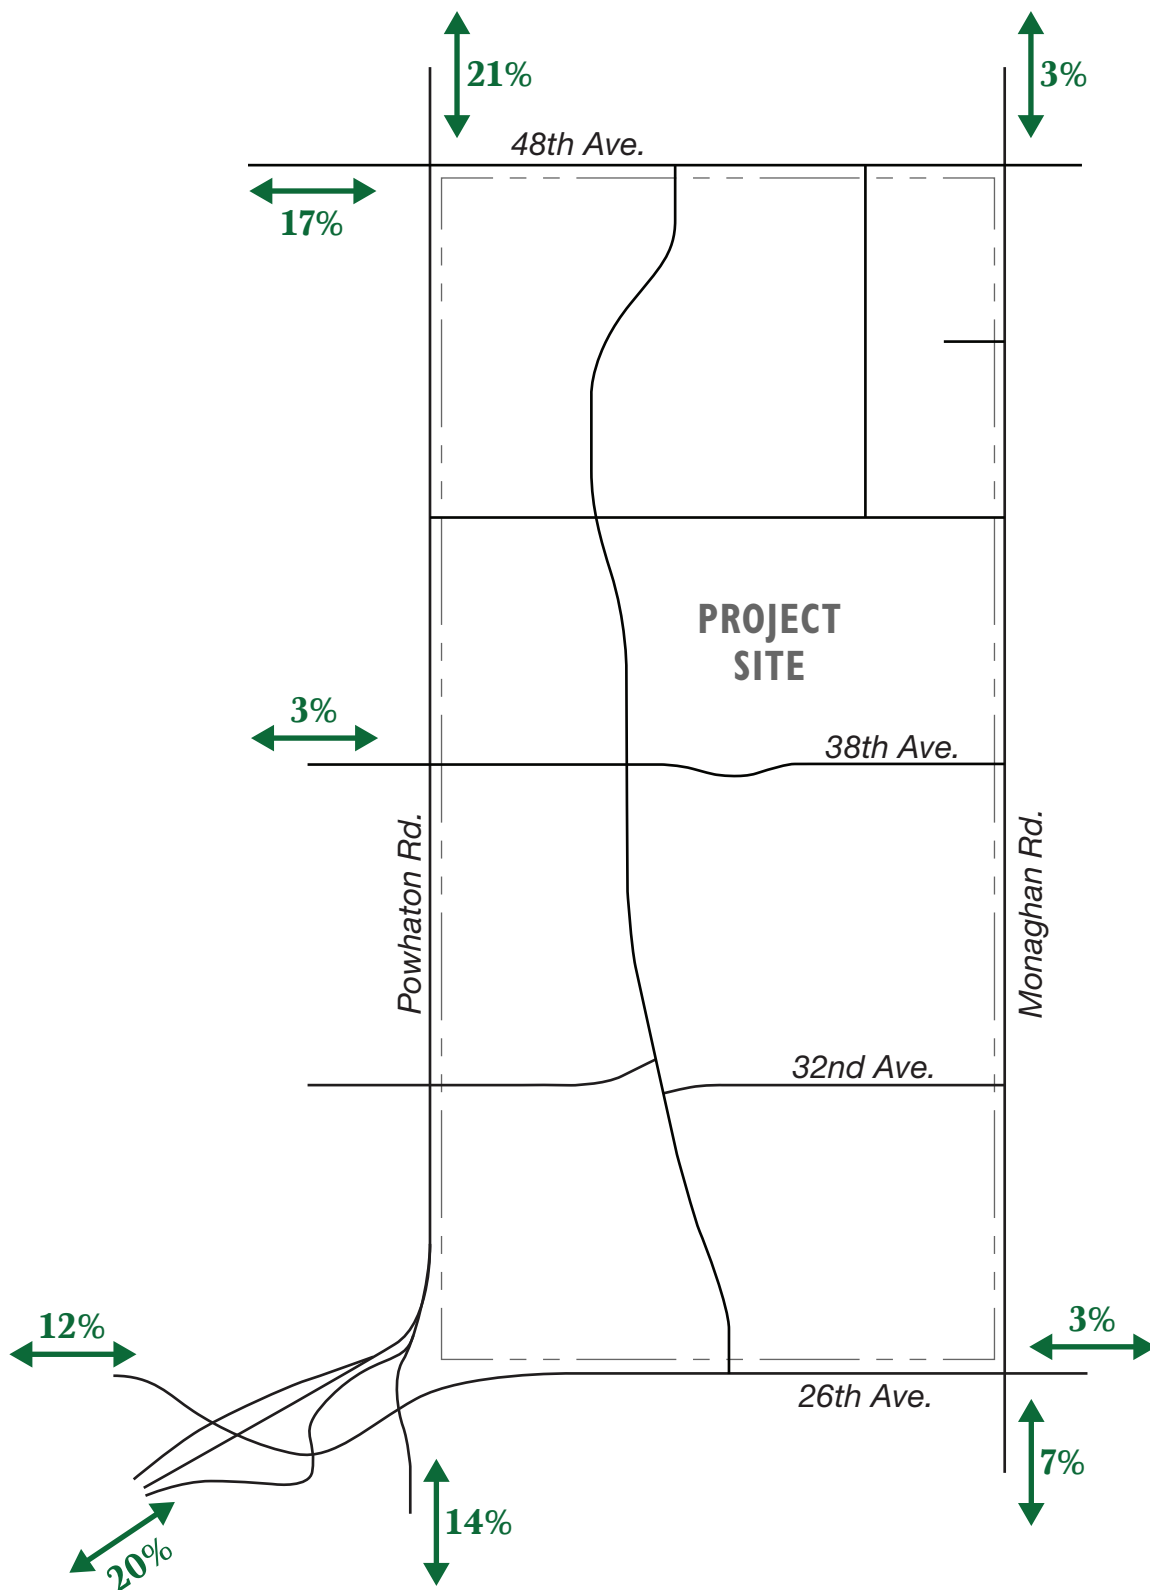 21%
3%
48th Ave.
17%
PROJECT
SITE
3%
38th Ave.
Powhaton Rd.
Monaghan Rd.
32nd Ave.
12%
3%
26th Ave.
7%
14%
20%